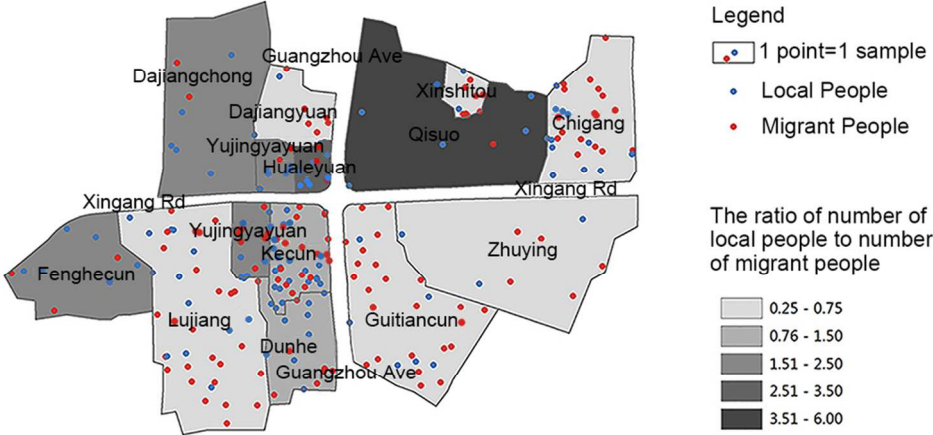 Guangzhou Ave
Dajiangchong
Xinshitou
Dajiangyuan
Chigang
Qisuo
Yujingyayuan
Hualeyuan
Xingang Rd
Xingang Rd
Yujingyayuan
Kecun
Zhuying
Fenghecun
Lujiang
Guitiancun
Dunhe
Guangzhou Ave
Legend
1 point=1 sample
Local People
Migrant People
The ratio of number of
local people to number
of migrant people
0.25 - 0.75
0.76 - 1.50
1.51 - 2.50
2.51 - 3.50
3.51 - 6.00